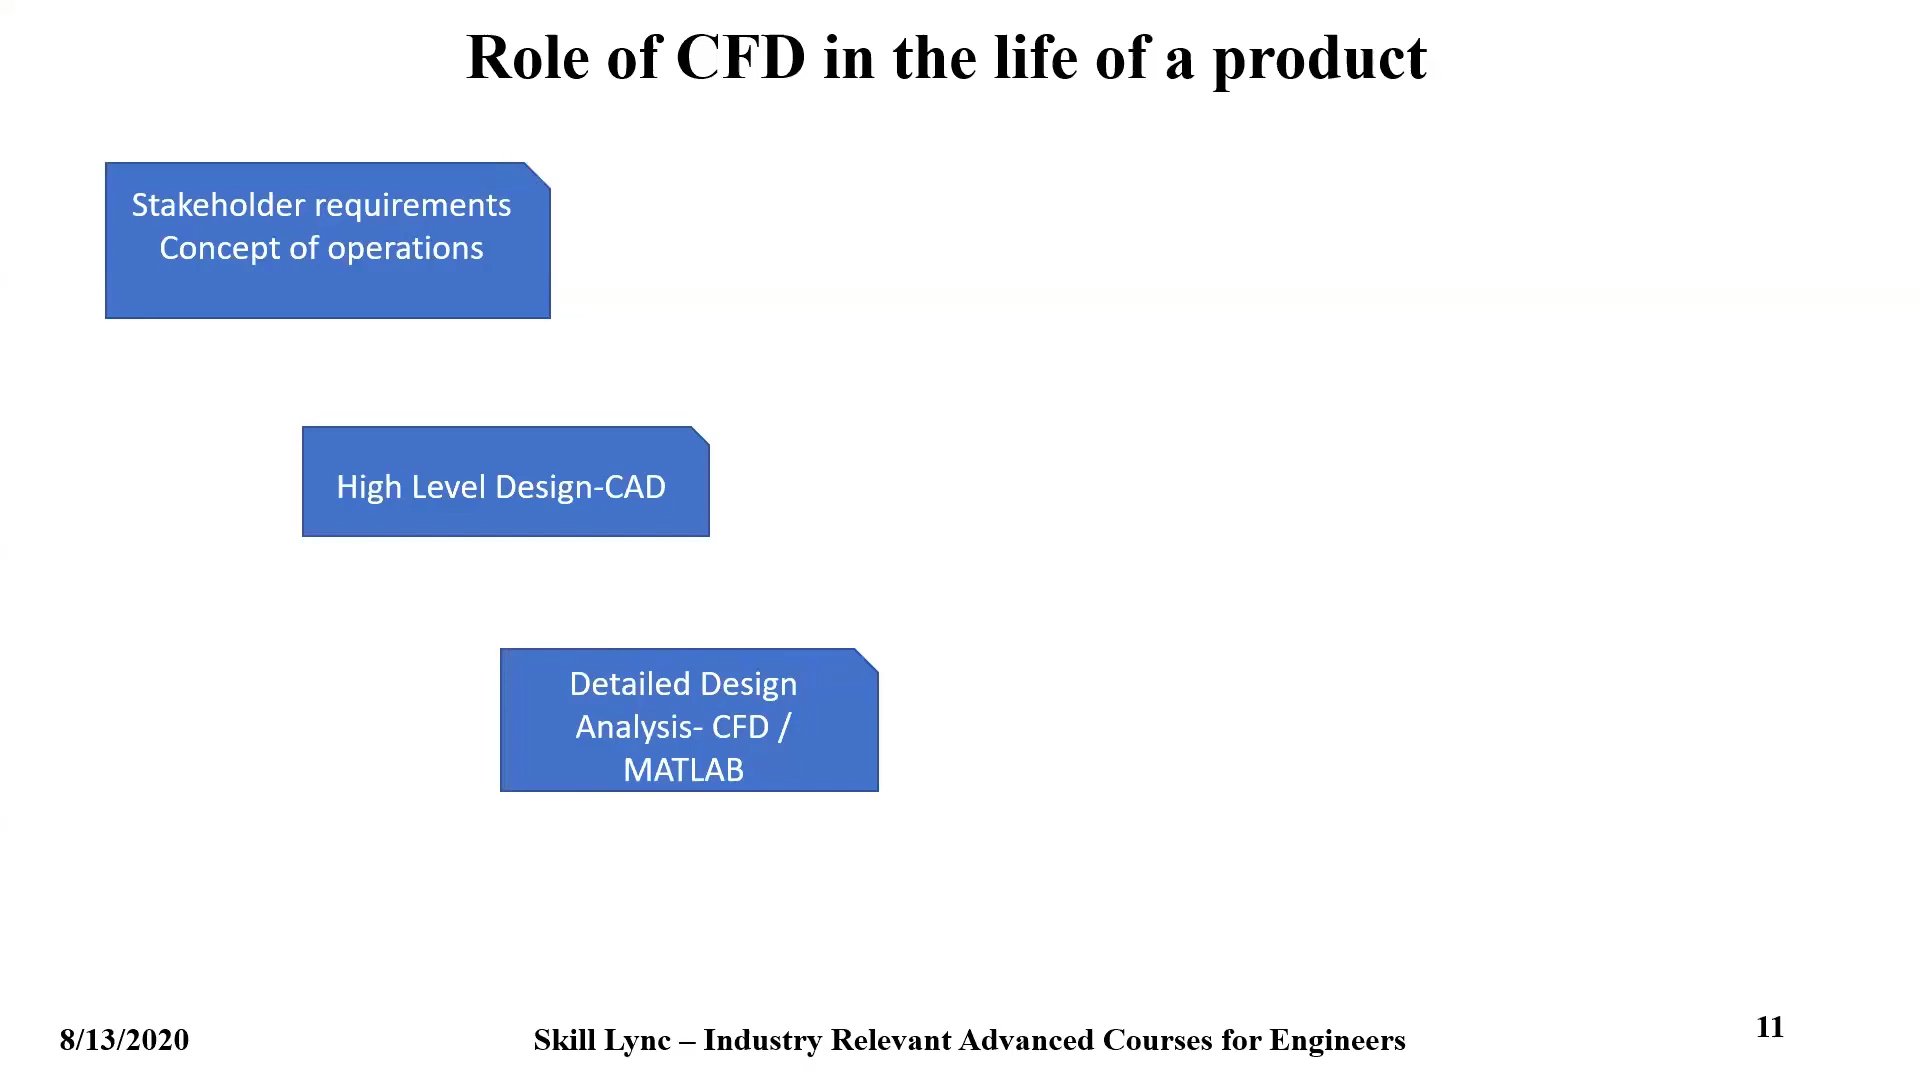 Role of CFD in the life of a product
Stakeholder requirements
Concept of operations
High Level Design-CAD
Detailed Design
Analysis- CFD /
MATLAB
8/13/2020
Skill Lync – Industry Relevant Advanced Courses for Engineers
11